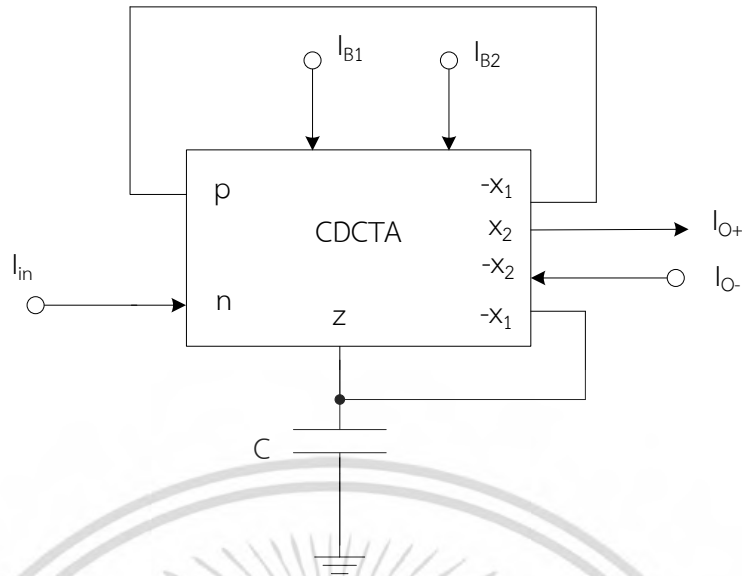 I_B1
I_B2
p
-x_1
CDCTA
x_2
I_O+
I_in
n
-x_2
I_O-
z
-x_1
C